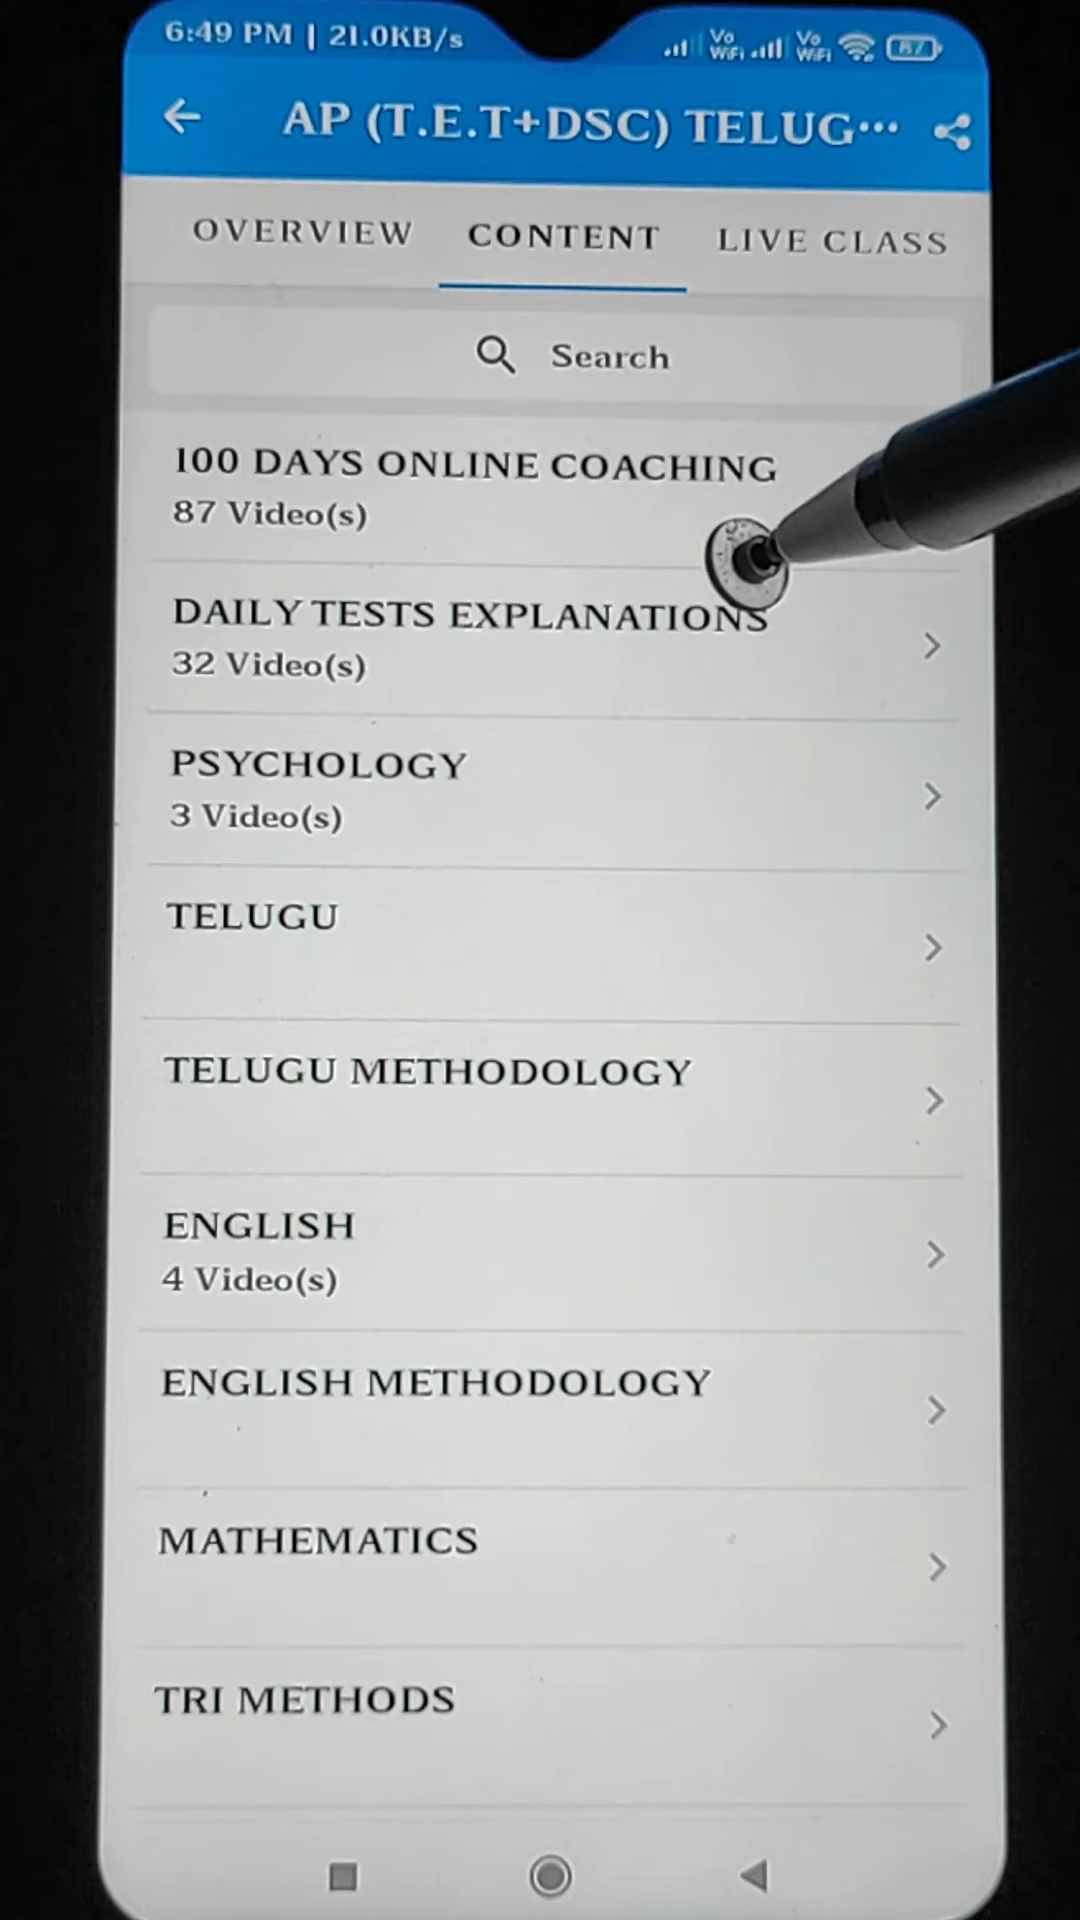 6:49 PM | 21.0KB/s
Vo WiFi Vo WiFi 87
AP (T.E.T+DSC) TELUG...
OVERVIEW CONTENT LIVE CLASS
Search
100 DAYS ONLINE COACHING
87 Video(s)
DAILY TESTS EXPLANATIONS
32 Video(s)
PSYCHOLOGY
3 Video(s)
TELUGU
TELUGU METHODOLOGY
ENGLISH
4 Video(s)
ENGLISH METHODOLOGY
MATHEMATICS
TRI METHODS